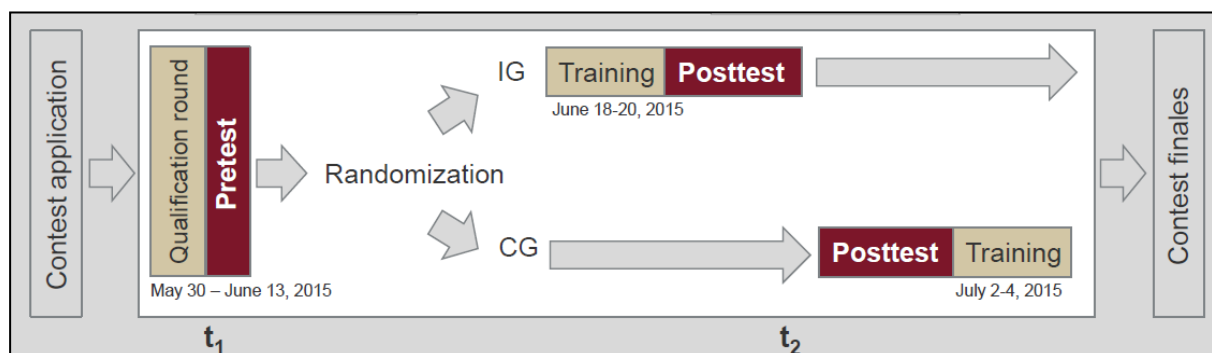 Contest application
Qualification round
Pretest
May 30 – June 13, 2015
Randomization
IG
Training
Posttest
June 18-20, 2015
CG
Posttest
Training
July 2-4, 2015
Contest finales
t1
t2